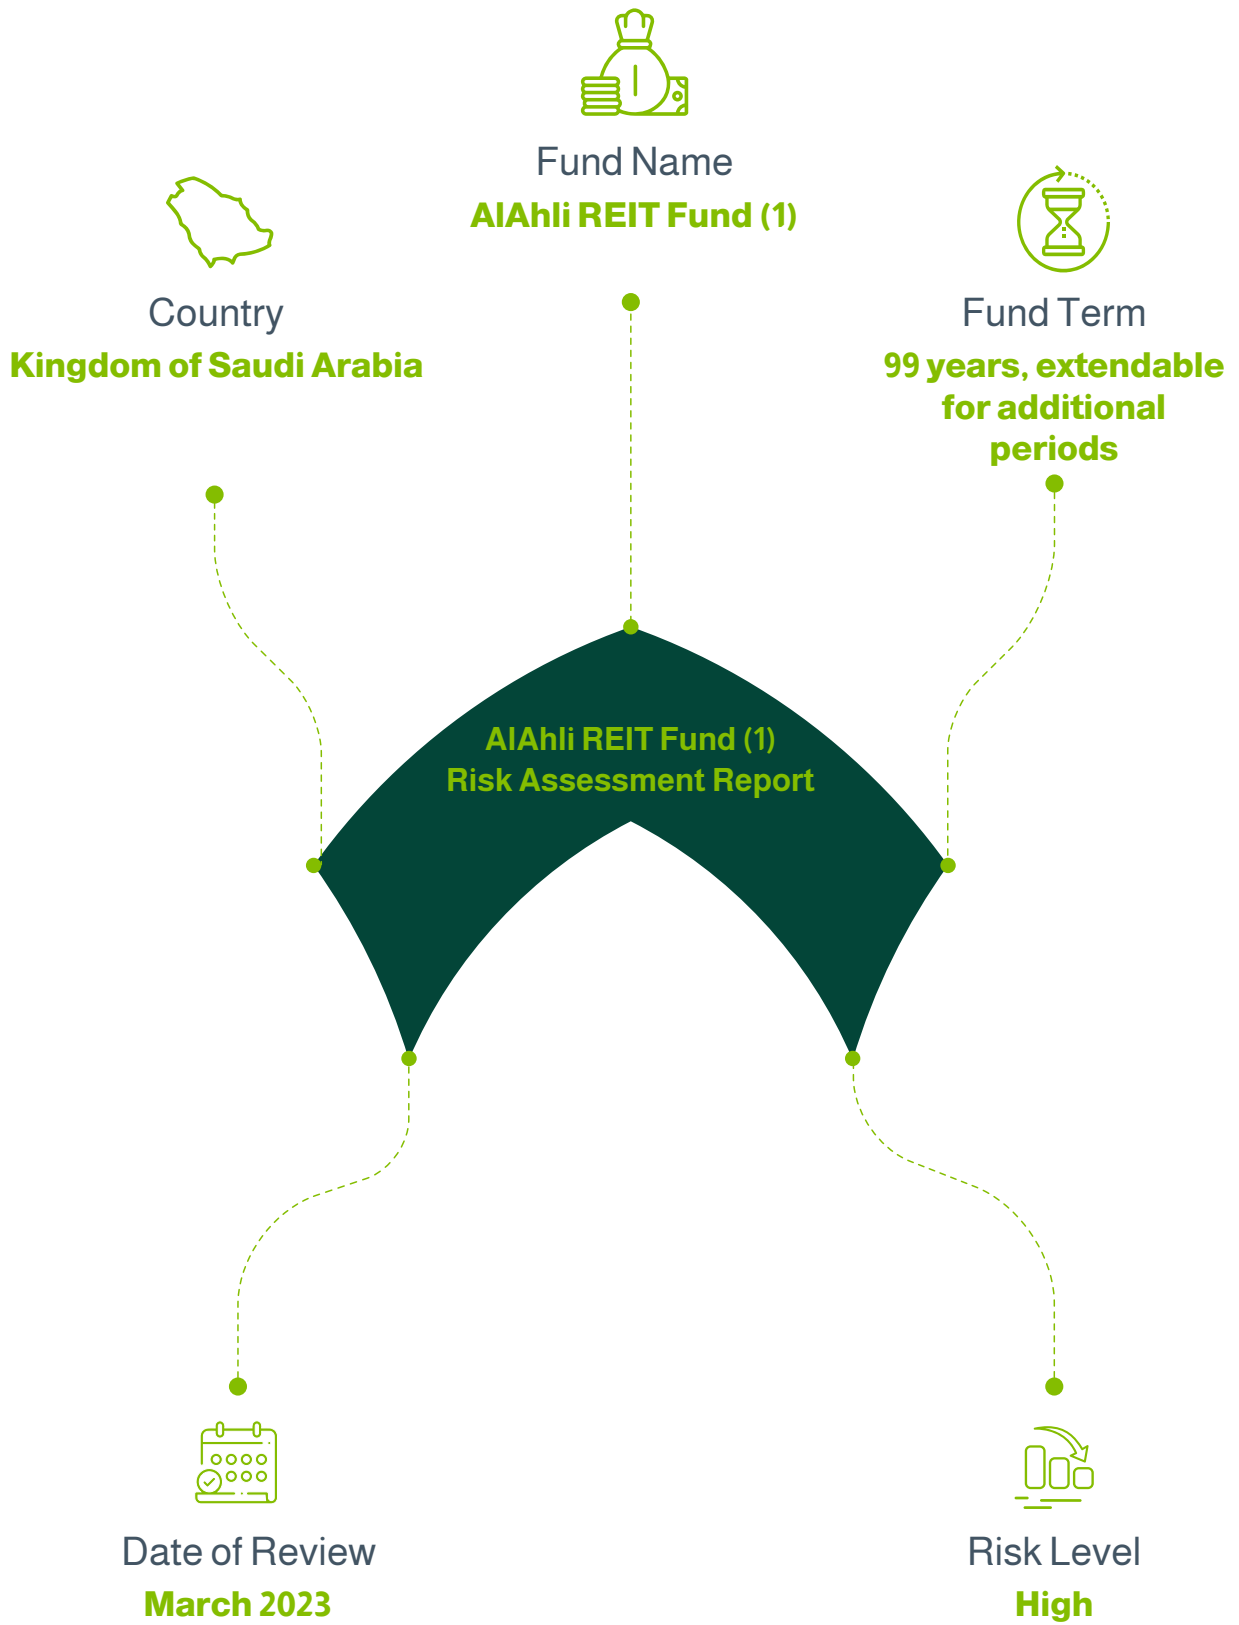 Fund Name
AlAhli REIT Fund (1)
Country
Kingdom of Saudi Arabia
Fund Term
99 years, extendable
for additional
periods
AlAhli REIT Fund (1)
Risk Assessment Report
Date of Review
March 2023
Risk Level
High